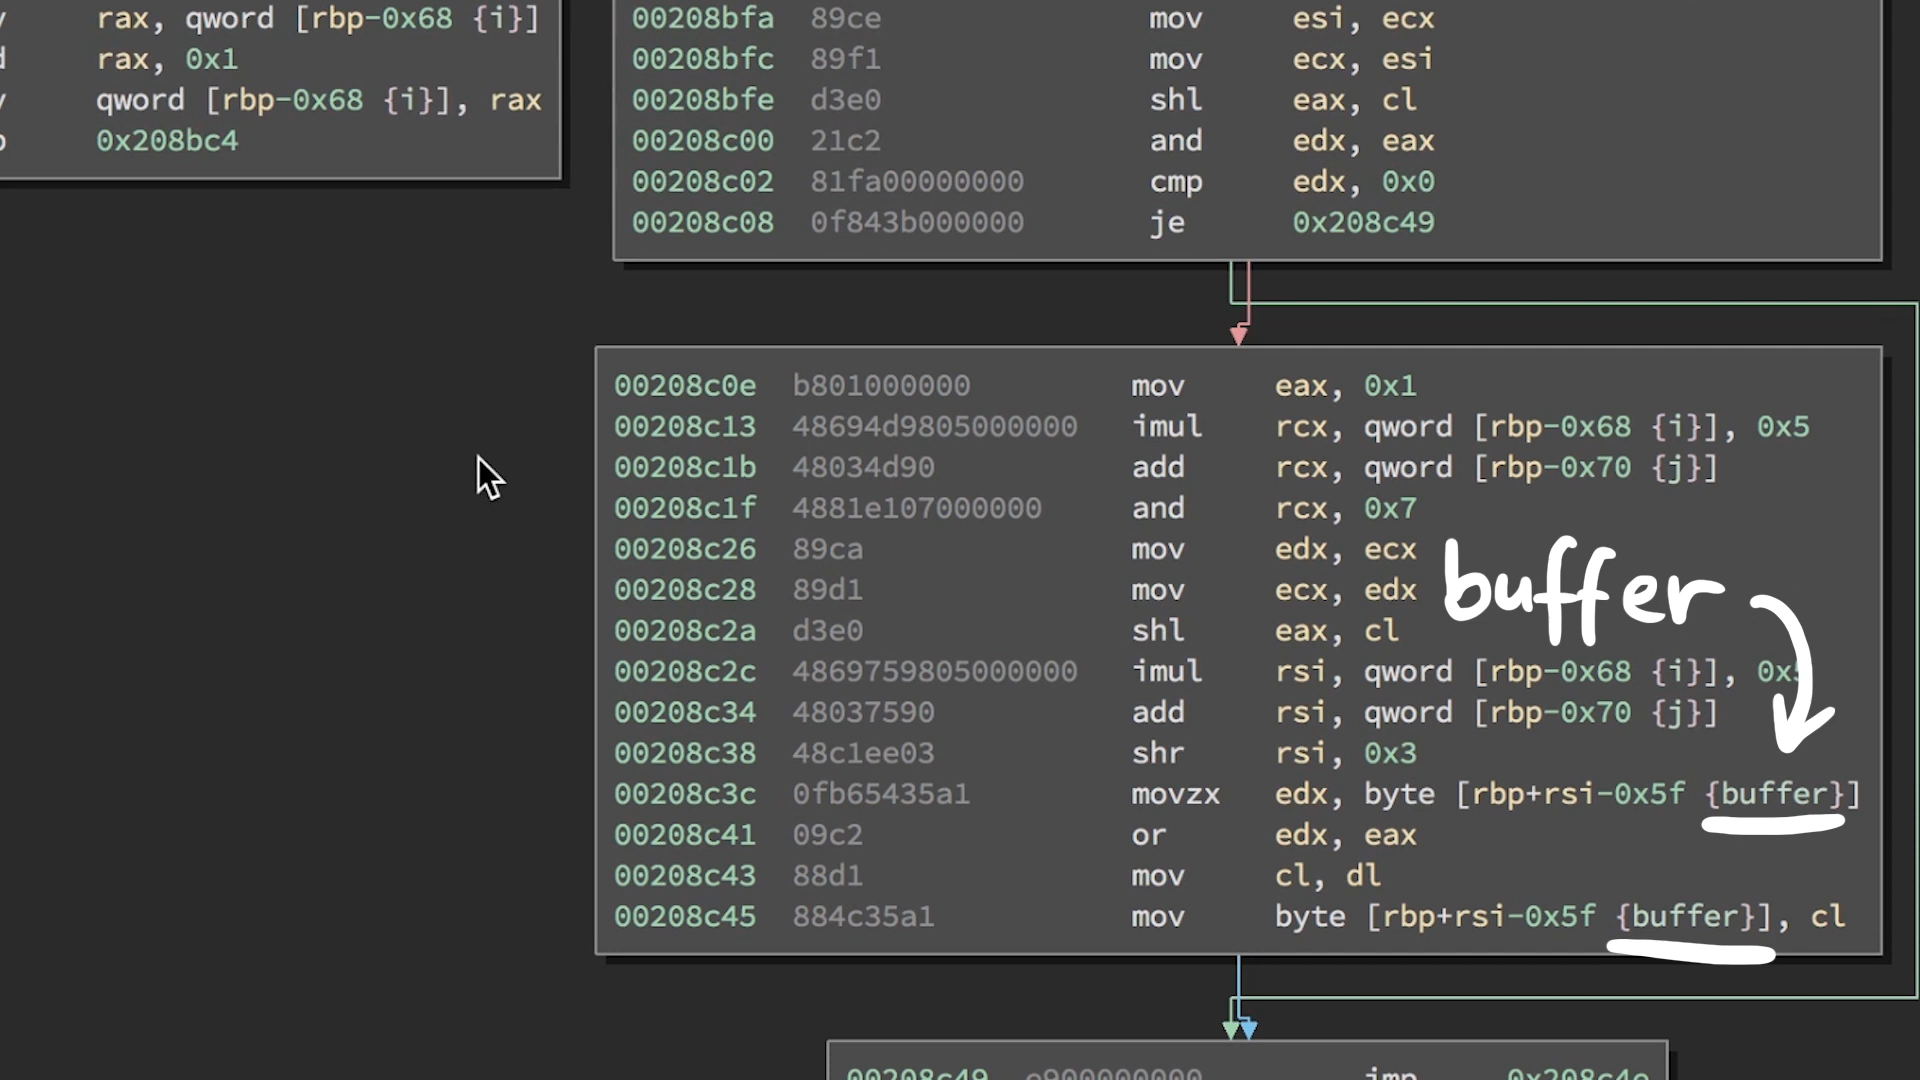 rax, qword [rbp-0x68 {i}]
rax, 0x1
qword [rbp-0x68 {i}], rax
0x208bc4
00208bfa 89ce mov esi, ecx
00208bfc 89f1 mov ecx, esi
00208bfe d3e0 shl eax, cl
00208c00 21c2 and edx, eax
00208c02 81fa00000000 cmp edx, 0x0
00208c08 0f843b000000 je 0x208c49
00208c0e b801000000 mov eax, 0x1
00208c13 48694d9805000000 imul rcx, qword [rbp-0x68 {i}], 0x5
00208c1b 48034d90 add rcx, qword [rbp-0x70 {j}]
00208c1f 4881e107000000 and rcx, 0x7
00208c26 89ca mov edx, ecx
00208c28 89d1 mov ecx, edx
buffer
00208c2a d3e0 shl eax, cl
00208c2c 4869759805000000 imul rsi, qword [rbp-0x68 {i}], 0x5
00208c34 48037590 add rsi, qword [rbp-0x70 {j}]
00208c38 48c1ee03 shr rsi, 0x3
00208c3c 0fb65435a1 movzx edx, byte [rbp+rsi-0x5f {buffer}]
00208c41 09c2 or edx, eax
00208c43 88d1 mov cl, dl
00208c45 884c35a1 mov byte [rbp+rsi-0x5f {buffer}], cl
00208c49 e900000000 jmp 0x208c4e